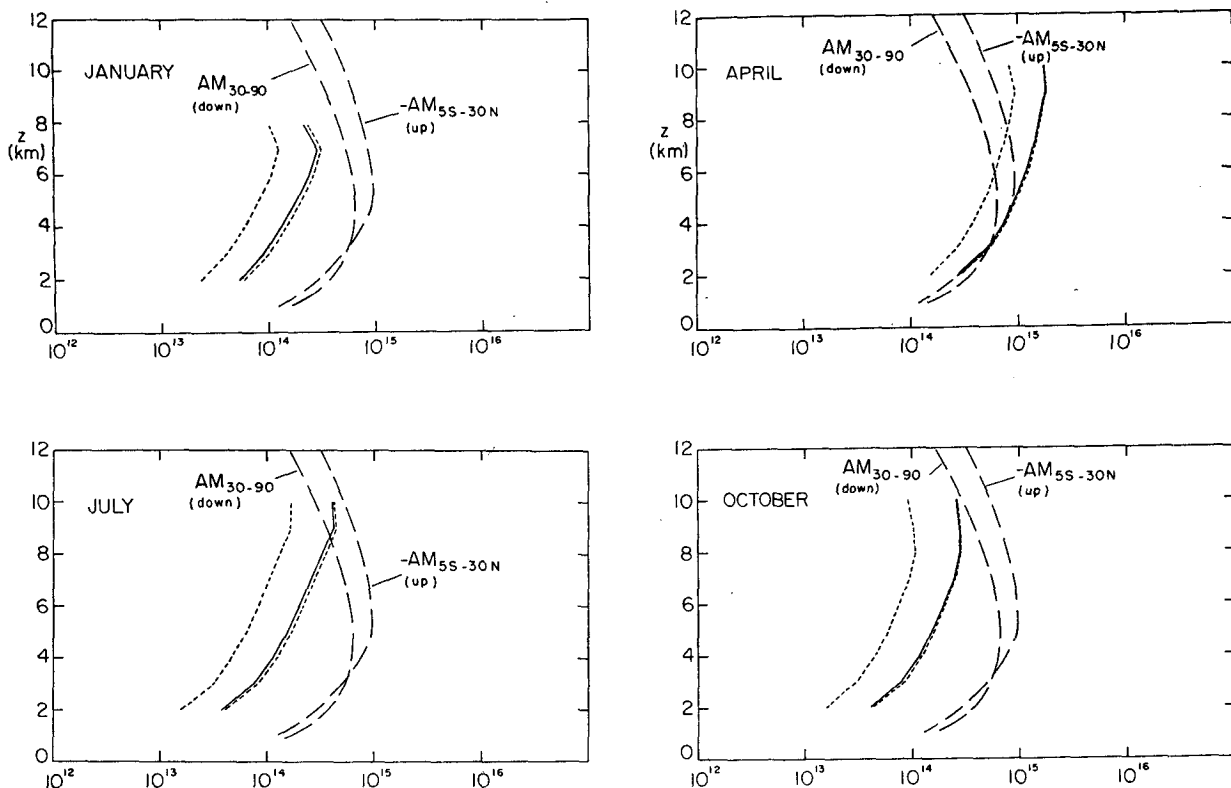 12
10
8
z
(km)
6
4
2
0
JANUARY
AM30-90
(down)
-AM5S-30N
(up)
10^12
10^13
10^14
10^15
10^16
12
10
8
z
(km)
6
4
2
0
APRIL
AM30-90
(down)
-AM5S-30N
(up)
10^12
10^13
10^14
10^15
10^16
12
10
8
6
4
2
0
JULY
AM30-90
(down)
-AM5S-30N
(up)
10^12
10^13
10^14
10^15
10^16
12
10
8
6
4
2
0
OCTOBER
AM30-90
(down)
-AM5S-30N
(up)
10^12
10^13
10^14
10^15
10^16